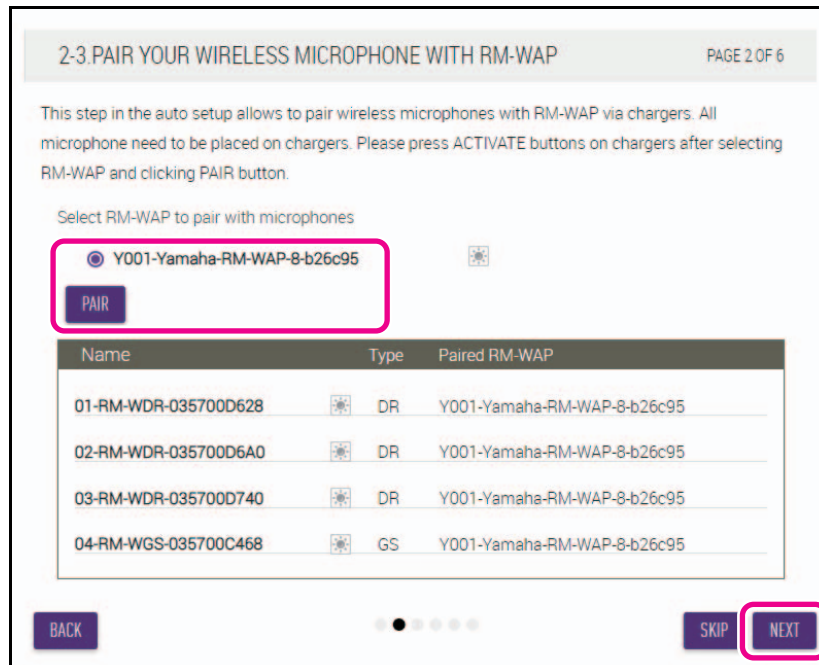 2-3.PAIR YOUR WIRELESS MICROPHONE WITH RM-WAP PAGE 2 OF 6
This step in the auto setup allows to pair wireless microphones with RM-WAP via chargers. All
microphone need to be placed on chargers. Please press ACTIVATE buttons on chargers after selecting
RM-WAP and clicking PAIR button.
Select RM-WAP to pair with microphones
Y001-Yamaha-RM-WAP-8-b26c95
PAIR
Name Type Paired RM-WAP
01-RM-WDR-035700D628 DR Y001-Yamaha-RM-WAP-8-b26c95
02-RM-WDR-035700D6A0 DR Y001-Yamaha-RM-WAP-8-b26c95
03-RM-WDR-035700D740 DR Y001-Yamaha-RM-WAP-8-b26c95
04-RM-WGS-035700C468 GS Y001-Yamaha-RM-WAP-8-b26c95
BACK SKIP NEXT